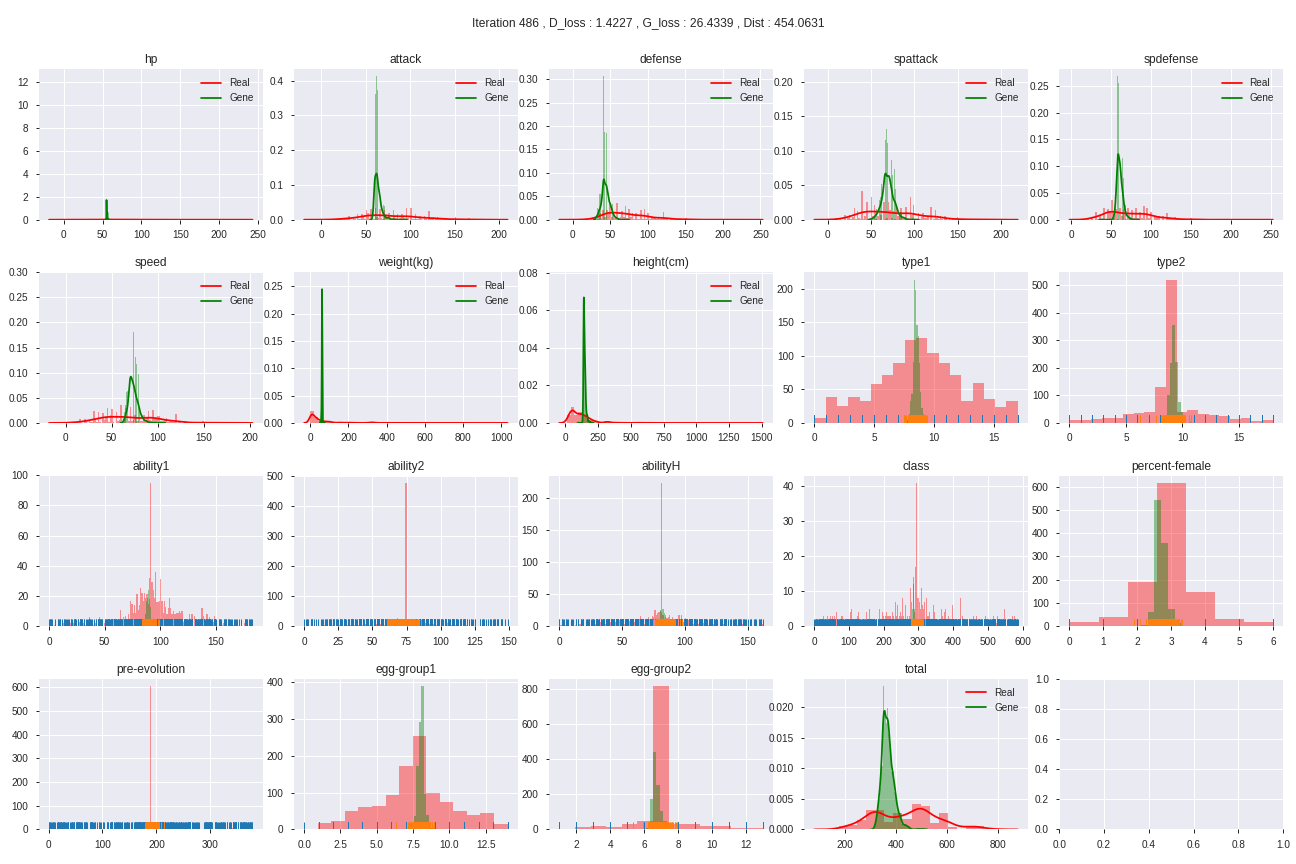 Iteration 486 , D_loss : 1.4227 , G_loss : 26.4339 , Dist : 454.0631
hp
12
10
8
6
4
2
0
0 50 100 150 200 250
Real
Gene
attack
0.4
0.3
0.2
0.1
0.0
0 50 100 150 200
Real
Gene
defense
0.30
0.25
0.20
0.15
0.10
0.05
0.00
0 50 100 150 200 250
Real
Gene
spattack
0.20
0.15
0.10
0.05
0.00
0 50 100 150 200
Real
Gene
spdefense
0.25
0.20
0.15
0.10
0.05
0.00
0 50 100 150 200 250
Real
Gene
speed
0.30
0.25
0.20
0.15
0.10
0.05
0.00
0 50 100 150 200
Real
Gene
weight(kg)
0.25
0.20
0.15
0.10
0.05
0.00
0 200 400 600 800 1000
Real
Gene
height(cm)
0.08
0.06
0.04
0.02
0.00
0 250 500 750 1000 1250 1500
Real
Gene
type1
200
150
100
50
0
0 5 10 15
type2
500
400
300
200
100
0
0 5 10 15
ability1
100
80
60
40
20
0
0 50 100 150
ability2
500
400
300
200
100
0
0 25 50 75 100 125 150
abilityH
200
150
100
50
0
0 50 100 150
class
40
30
20
10
0
0 100 200 300 400 500 600
percent-female
600
500
400
300
200
100
0
0 1 2 3 4 5 6
pre-evolution
600
500
400
300
200
100
0
0 100 200 300
egg-group1
400
300
200
100
0
0.0 2.5 5.0 7.5 10.0 12.5
egg-group2
800
600
400
200
0
2 4 6 8 10 12
total
0.020
0.015
0.010
0.005
0.000
200 400 600 800
Real
Gene
1.0
0.8
0.6
0.4
0.2
0.0
0.0 0.2 0.4 0.6 0.8 1.0